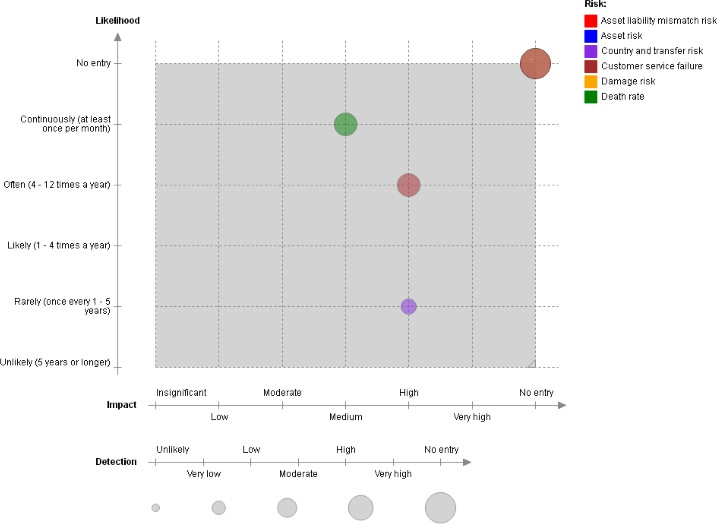 Likelihood
Risk:
Asset liability mismatch risk
Asset risk
Country and transfer risk
Customer service failure
Damage risk
Death rate
No entry
Continuously (at least
once per month)
Often (4 - 12 times a year)
Likely (1 - 4 times a year)
Rarely (once every 1 - 5
years)
Unlikely (5 years or longer)
Insignificant
Moderate
High
No entry
Impact
Low
Medium
Very high
Unlikely
Low
High
No entry
Detection
Very low
Moderate
Very high